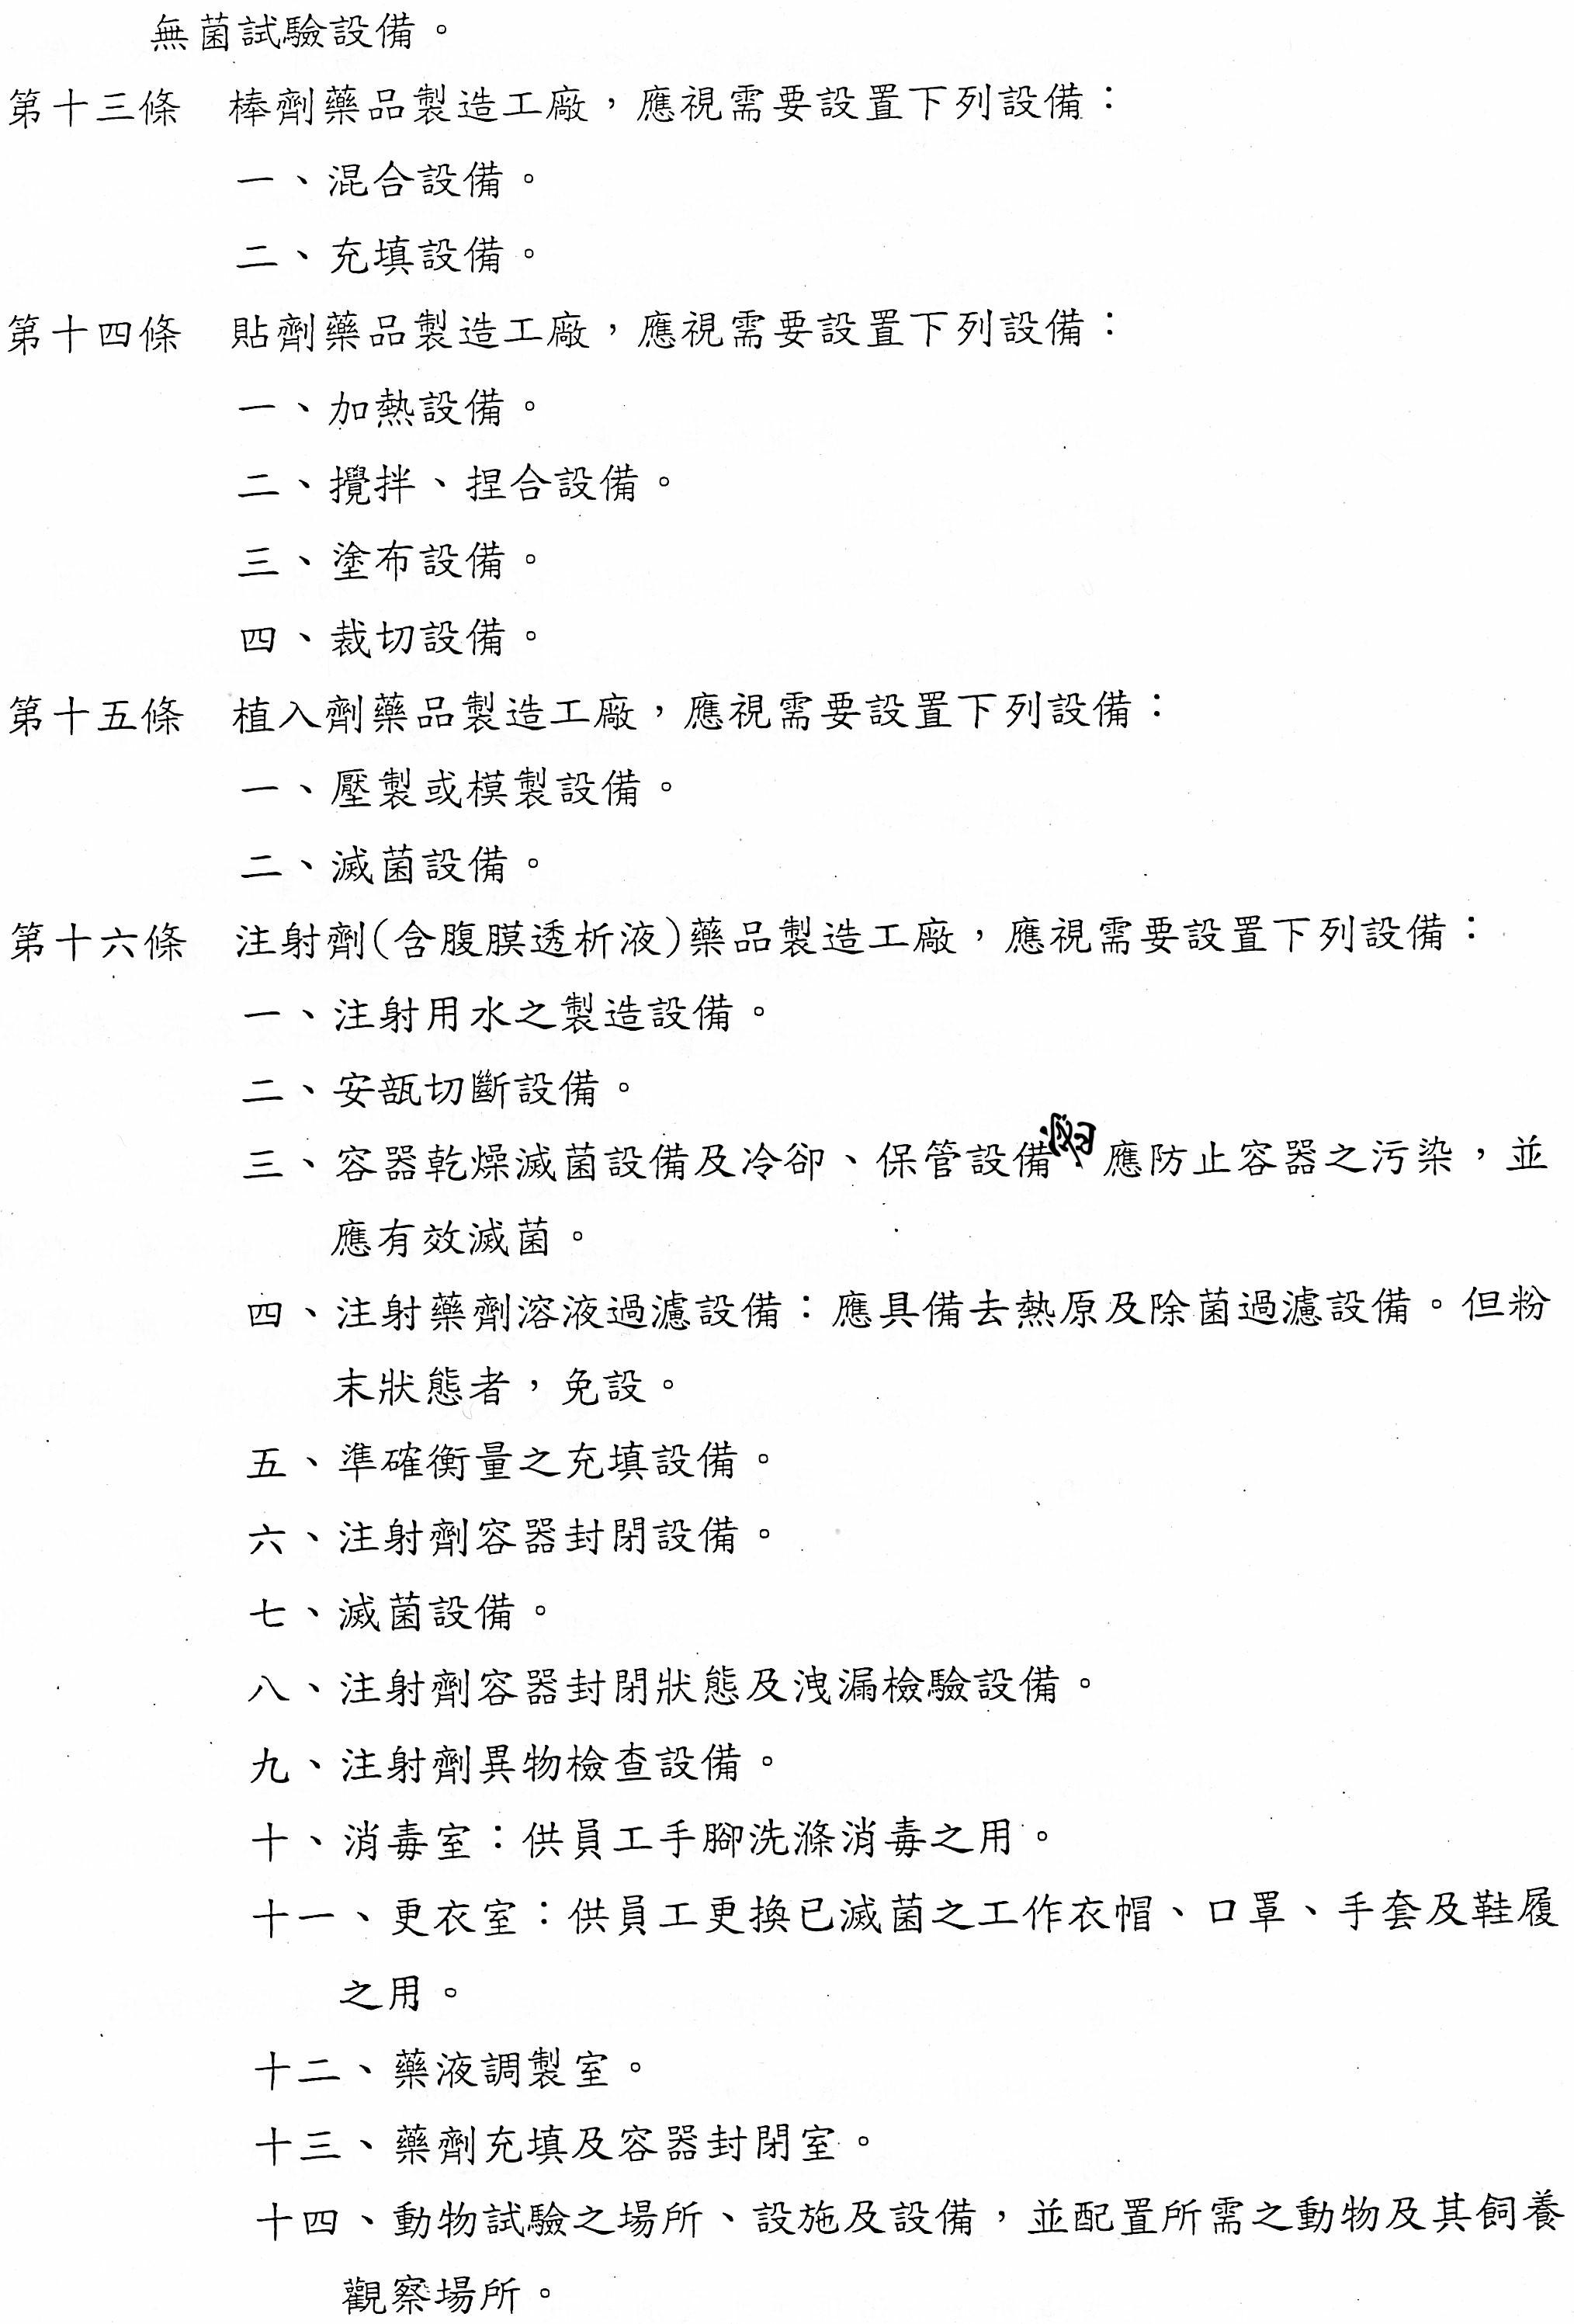 無菌試驗設備。
第十三條 棒劑藥品製造工廠，應視需要設置下列設備：
一、混合設備。
二、充填設備。
第十四條 貼劑藥品製造工廠，應視需要設置下列設備：
一、加熱設備。
二、攪拌、捏合設備。
三、塗布設備。
四、裁切設備。
第十五條 植入劑藥品製造工廠，應視需要設置下列設備：
一、壓製或模製設備。
二、滅菌設備。
第十六條 注射劑(含腹膜透析液)藥品製造工廠，應視需要設置下列設備：
一、注射用水之製造設備。
二、安瓿切斷設備。
三、容器乾燥滅菌設備及冷卻、保管設備 應防止容器之污染，並
應有效滅菌。
四、注射藥劑溶液過濾設備：應具備去熱原及除菌過濾設備。但粉
末狀態者，免設。
五、準確衡量之充填設備。
六、注射劑容器封閉設備。
七、滅菌設備。
八、注射劑容器封閉狀態及洩漏檢驗設備。
九、注射劑異物檢查設備。
十、消毒室：供員工手腳洗滌消毒之用。
十一、更衣室：供員工更換已滅菌之工作衣帽、口罩、手套及鞋履
之用。
十二、藥液調製室。
十三、藥劑充填及容器封閉室。
十四、動物試驗之場所、設施及設備，並配置所需之動物及其飼養
觀察場所。